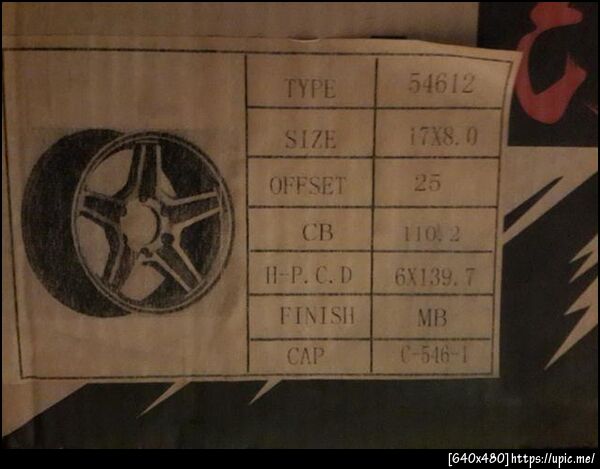 TYPE 54612
SIZE 17X8.0
OFFSET 25
CB 110.2
H-P.C.D 6X139.7
FINISH MB
CAP C-546-1
[640x480]https://upic.me/